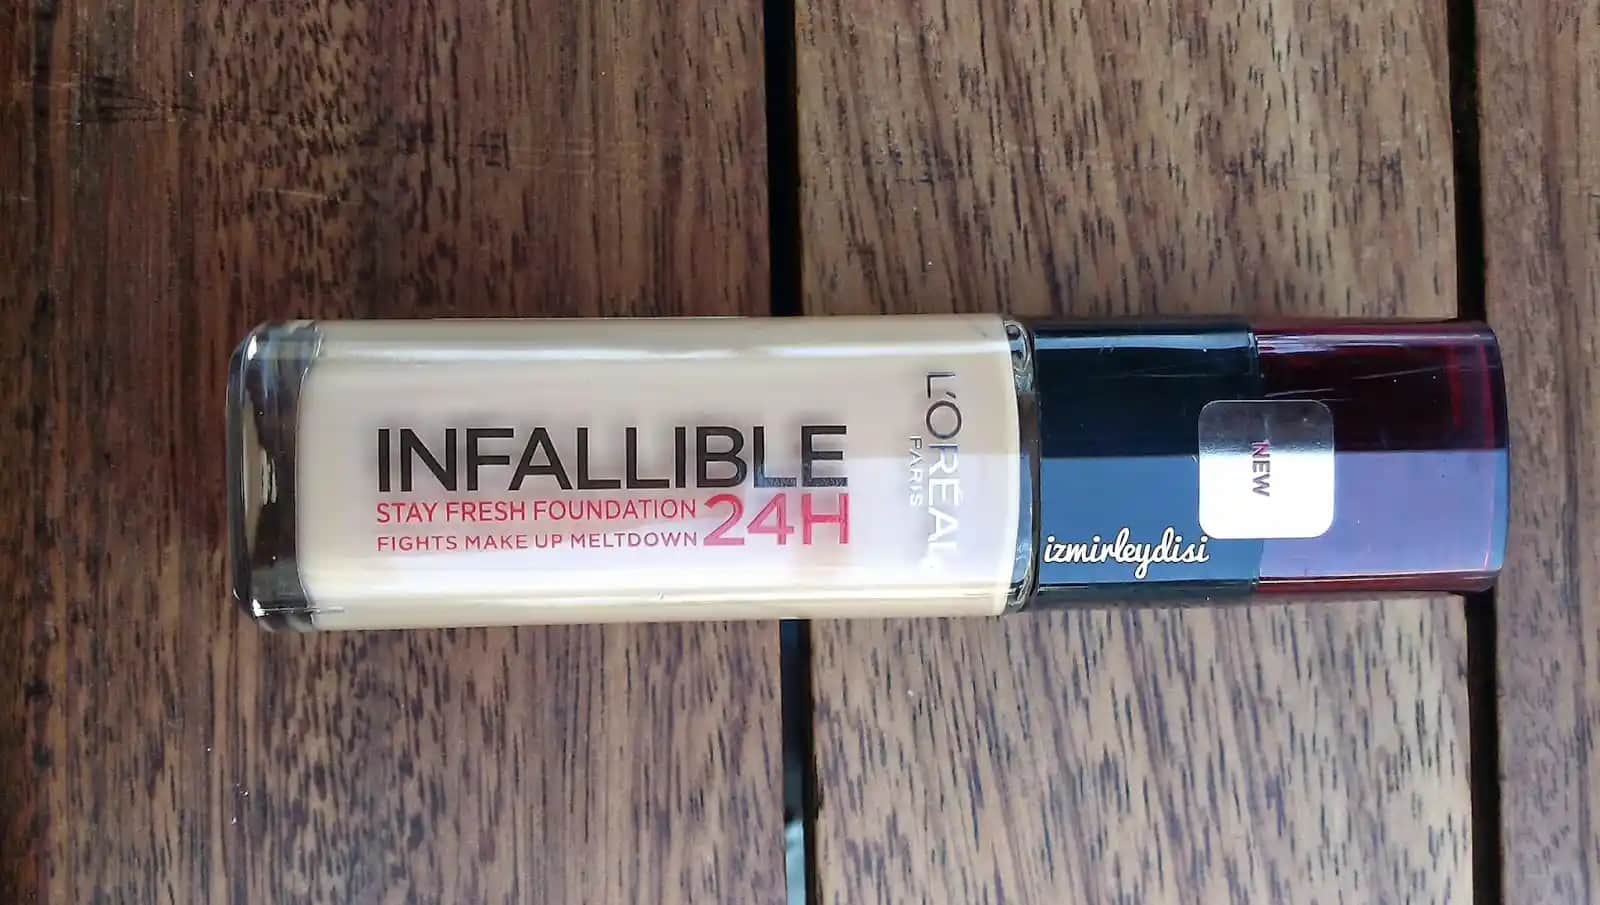 INFALLIBLE
STAY FRESH FOUNDATION 24H
FIGHTS MAKE UP MELTDOWN
L'ORÉAL
PARIS
NEW
izmirleydisi